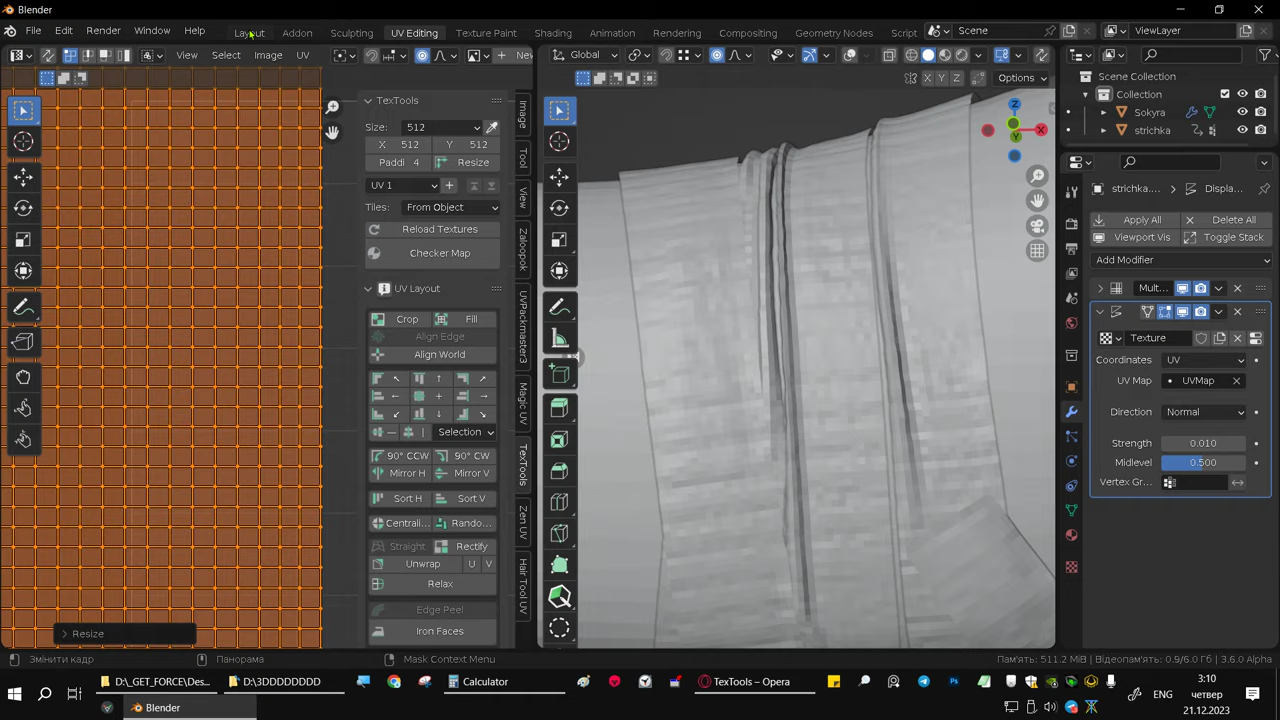 Blender
File Edit Render Window Help Layout Addon Sculpting UV Editing Texture Paint Shading Animation Rendering Compositing Geometry Nodes Script Scene ViewLayer
View Select Image UV New Global
Options
TexTools
Size: 512
X 512 Y 512
Paddi 4 Resize
UV 1
Tiles: From Object
Reload Textures
Checker Map
UV Layout
Crop Fill
Align Edge
Align World
Selection
90° CCW 90° CW
Mirror H Mirror V
Sort H Sort V
Centrali... Rando...
Straight Rectify
Unwrap U V
Relax
Edge Peel
Iron Faces
Image
Tool
View
Zaloopok
UVPackmaster3
Magic UV
TexTools
Zen UV
Hair Tool UV
Resize
X Y Z
Z
X
Y
Scene Collection
Collection
Sokyra
strichka
strichka.... Displa...
Apply All Delete All
Viewport Vis Toggle Stack
Add Modifier
Mult...
Texture
Coordinates UV
UV Map UVMap
Direction Normal
Strength 0.010
Midlevel 0.500
Vertex Gr...
Змінити кадр Панорама Mask Context Menu Пам'ять: 511.2 MiB | Відеопам'ять: 0.9/6.0 Гб | 3.6.0 Alpha
D:\_GET_FORCE\Des... D:\3DDDDDDDD Calculator TexTools – Opera
Blender
ENG
3:10
четвер
21.12.2023